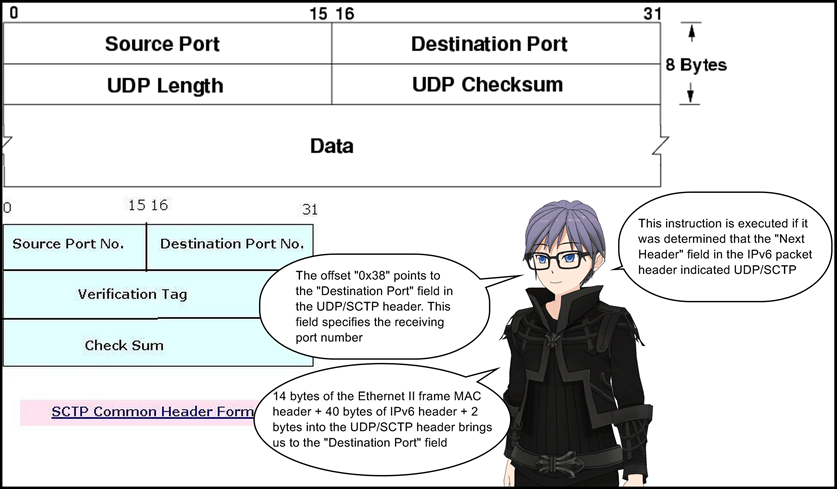 0 15 16 31
Source Port Destination Port
8 Bytes
UDP Length UDP Checksum
Data
0 15 16 31
Source Port No. Destination Port No.
Verification Tag
Check Sum
SCTP Common Header Form
This instruction is executed if it
was determined that the "Next
Header" field in the IPv6 packet
header indicated UDP/SCTP
The offset "0x38" points to
the "Destination Port" field in
the UDP/SCTP header. This
field specifies the receiving
port number
14 bytes of the Ethernet II frame MAC
header + 40 bytes of IPv6 header + 2
bytes into the UDP/SCTP header brings
us to the "Destination Port" field